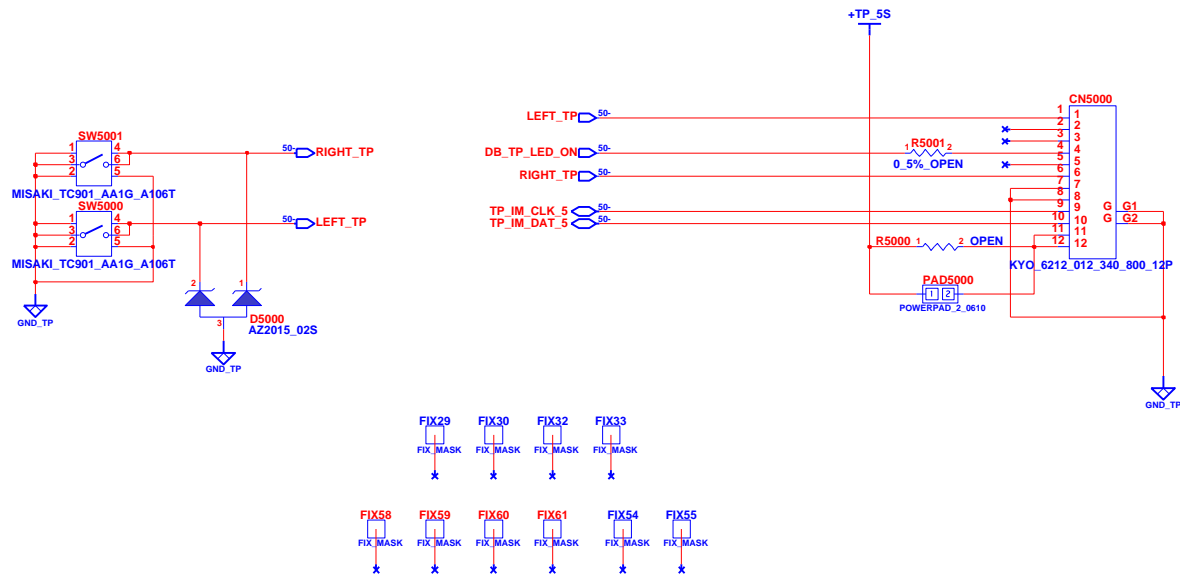 +TP_5S
CN5000
LEFT_TP 50-
1 1
2 2
3 3
DB_TP_LED_ON 50-
1 R5001 2
0_5%_OPEN
4 4
5 5
RIGHT_TP 50-
6 6
7 7
8 8
TP_IM_CLK_5 50-
9 9
G G1
TP_IM_DAT_5 50-
10 10
G G2
11 11
R5000 1 2 OPEN
12 12
KYO_6212_012_340_800_12P
PAD5000
1 2
POWERPAD_2_0610
GND_TP
SW5001
1 4
3 6
2 5
50- RIGHT_TP
MISAKI_TC901_AA1G_A106T
SW5000
1 4
3 6
2 5
50- LEFT_TP
MISAKI_TC901_AA1G_A106T
2 1
GND_TP
3
D5000
AZ2015_02S
GND_TP
FIX29 FIX30 FIX32 FIX33
FIX_MASK FIX_MASK FIX_MASK FIX_MASK
FIX58 FIX59 FIX60 FIX61 FIX54 FIX55
FIX_MASK FIX_MASK FIX_MASK FIX_MASK FIX_MASK FIX_MASK